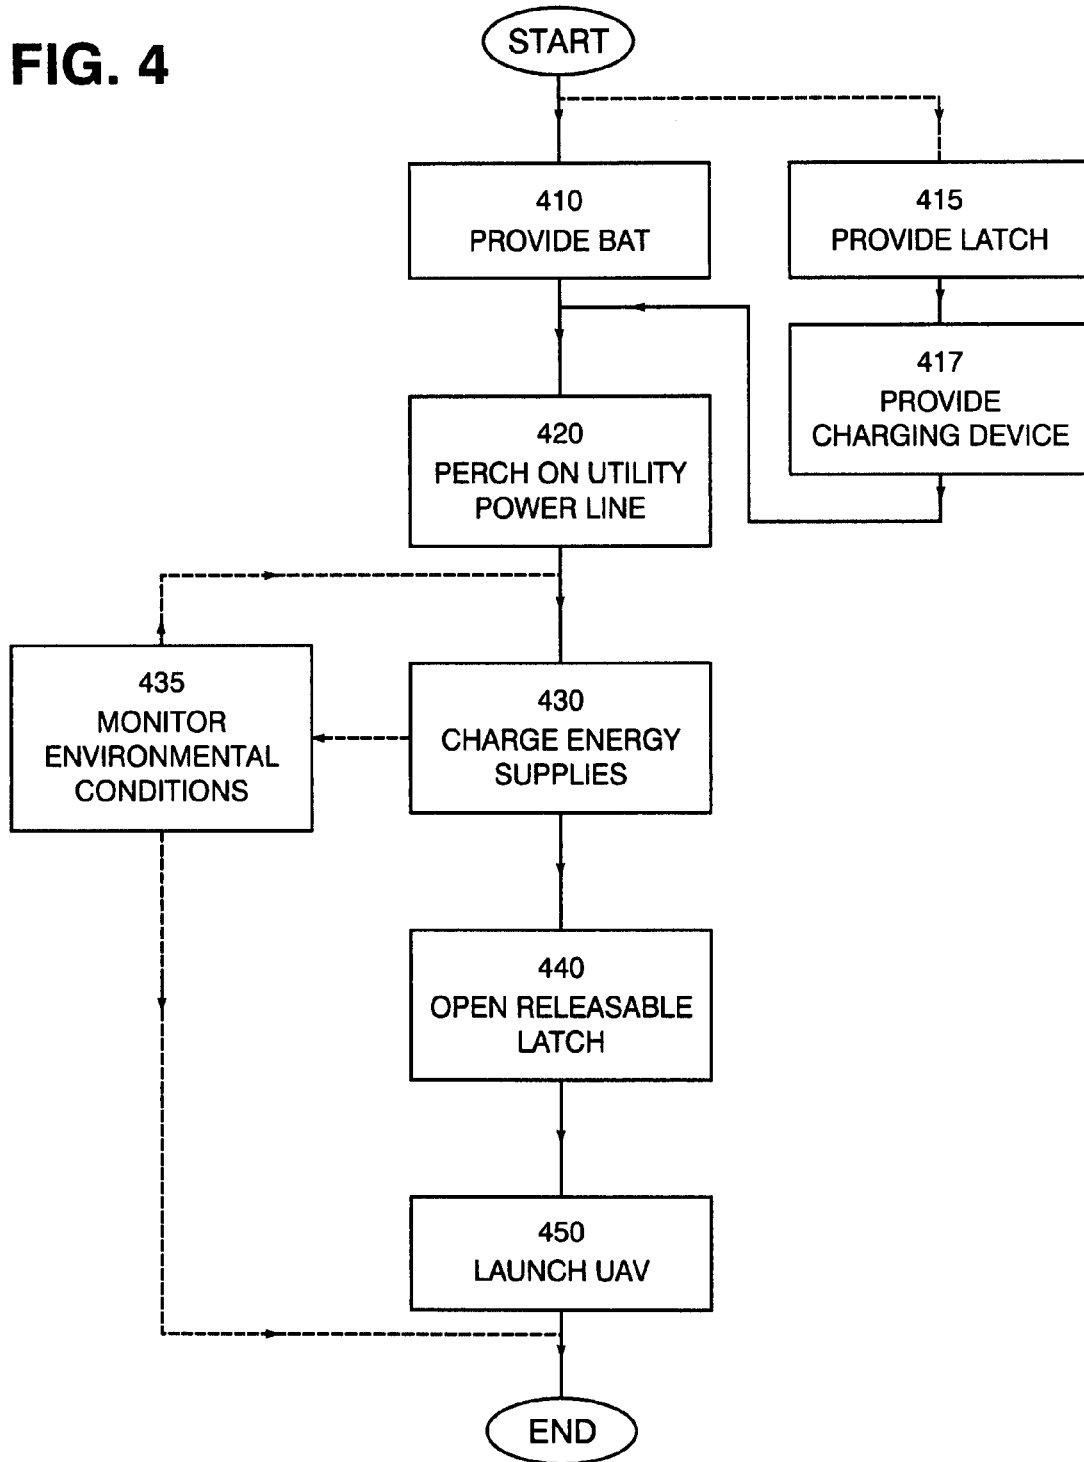 FIG. 4
START
410
PROVIDE BAT
415
PROVIDE LATCH
417
PROVIDE
CHARGING DEVICE
420
PERCH ON UTILITY
POWER LINE
435
MONITOR
ENVIRONMENTAL
CONDITIONS
430
CHARGE ENERGY
SUPPLIES
440
OPEN RELEASABLE
LATCH
450
LAUNCH UAV
END